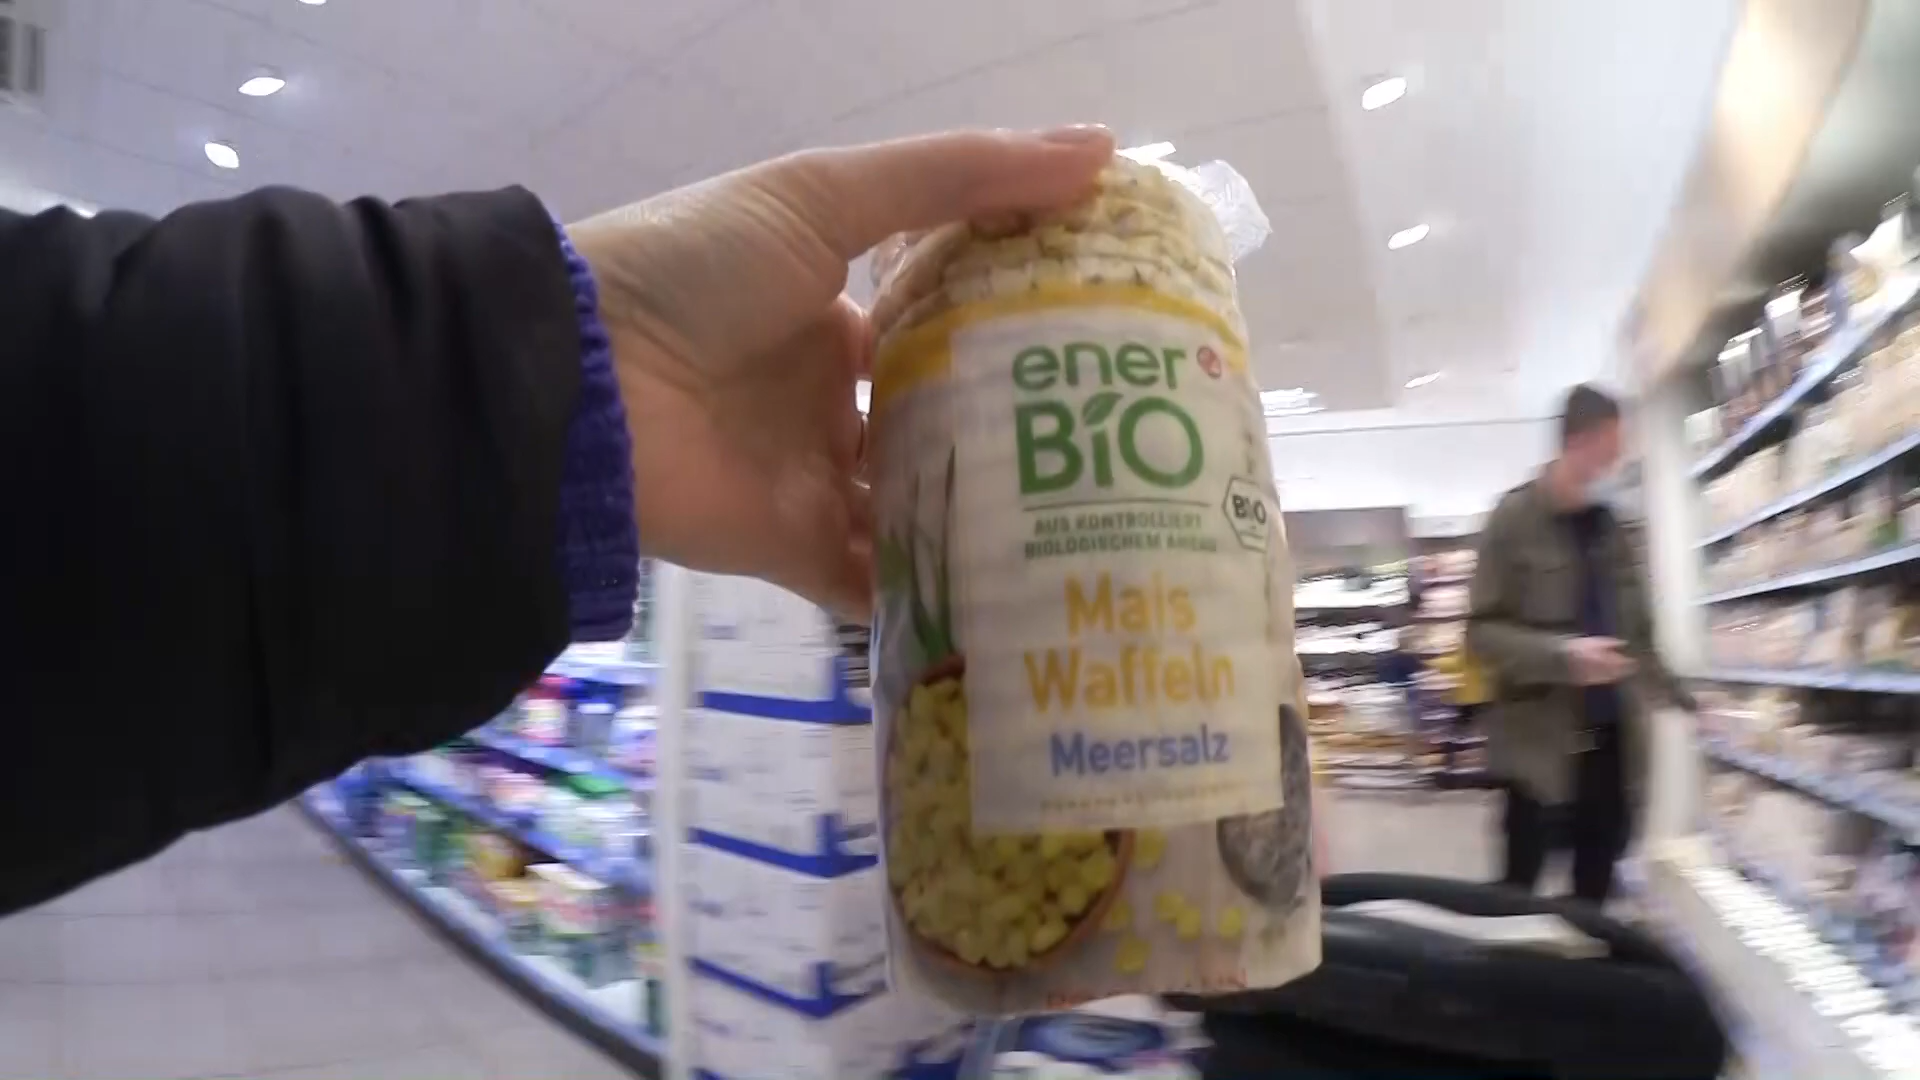 ener
BiO
AUS KONTROLLIERT
BIOLOGISCHEM ANBAU
BIO
Mais
Waffeln
Meersalz